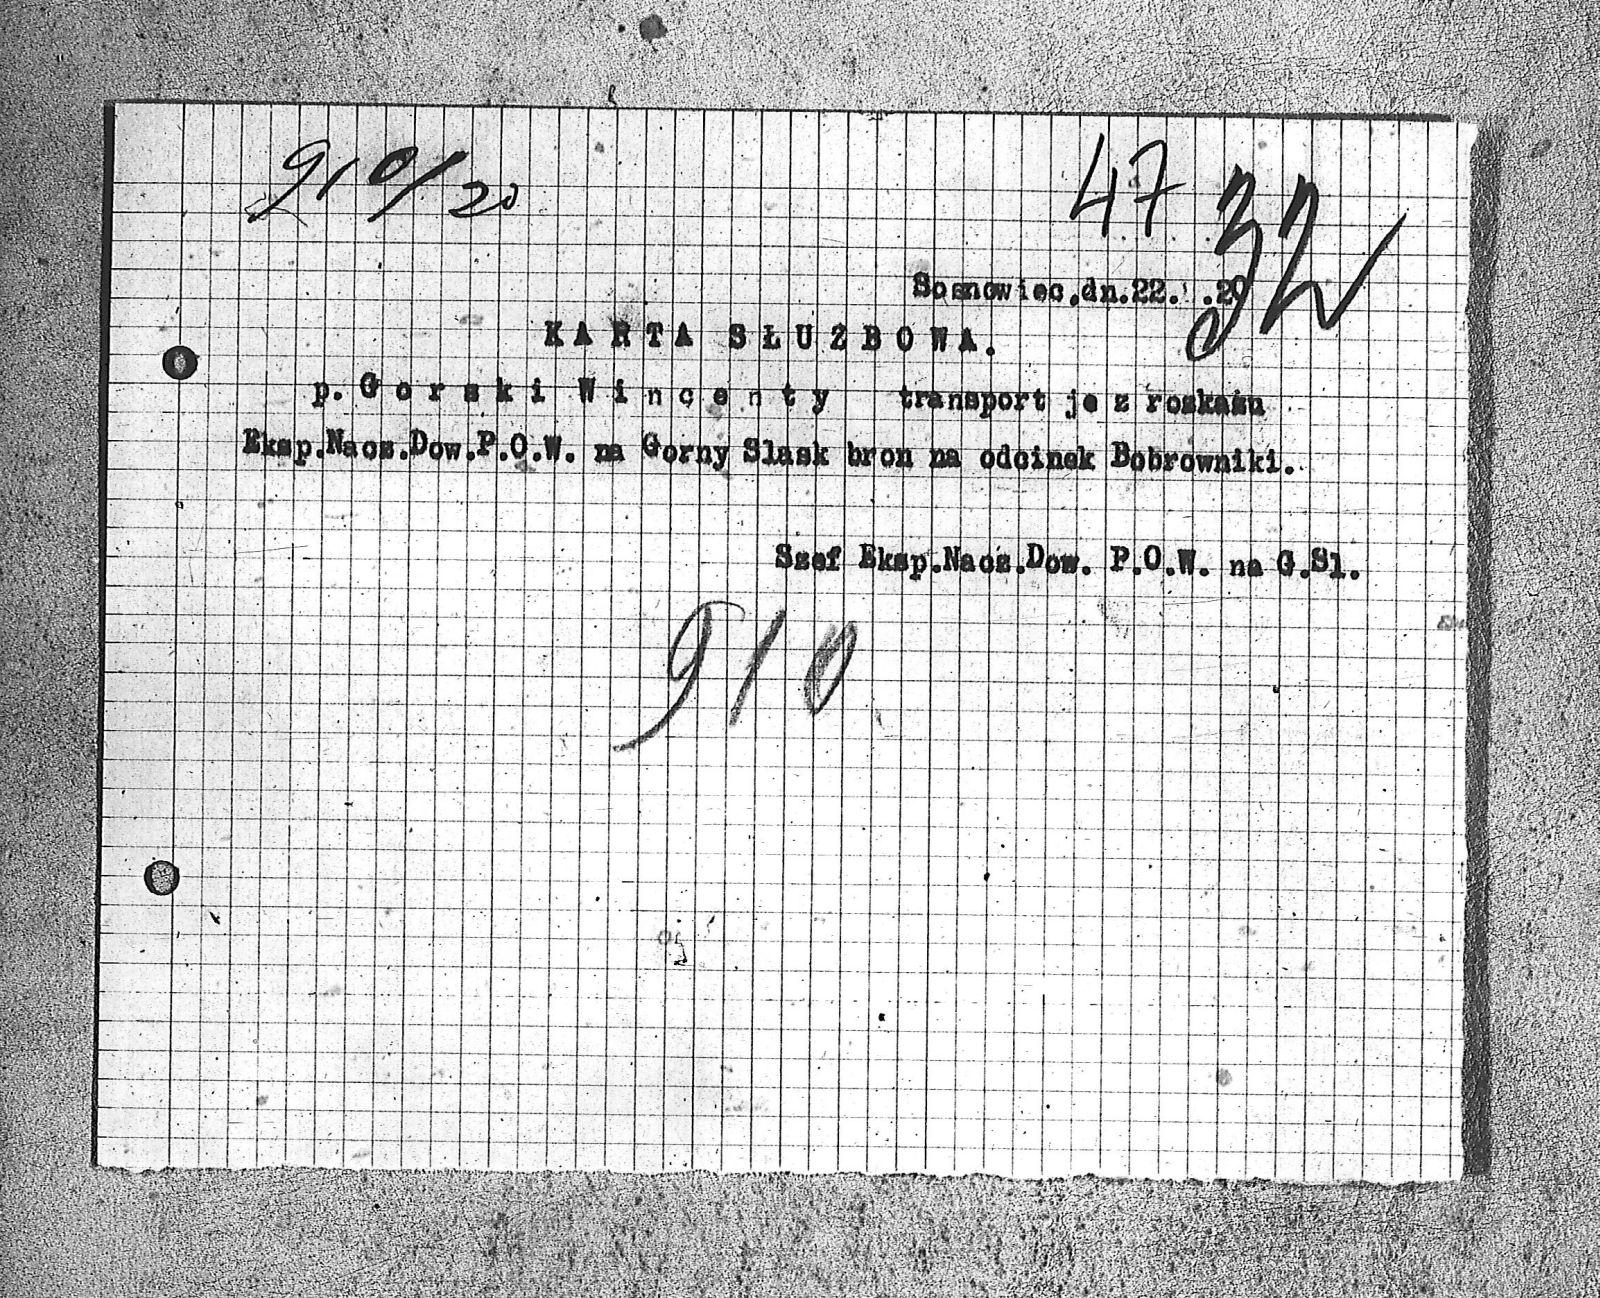 910/20
47 32
Sosnowiec,dn.22. .20
KARTA SŁUZBOWA.
p. Gorski Wincenty transport je z roskazu
Eksp.Nacz.Dow.P.O.W. na Gorny Slask bron na odcinek Bobrowniki.
Szef Eksp.Nacz.Dow. P.O.W. na G.Sl.
910